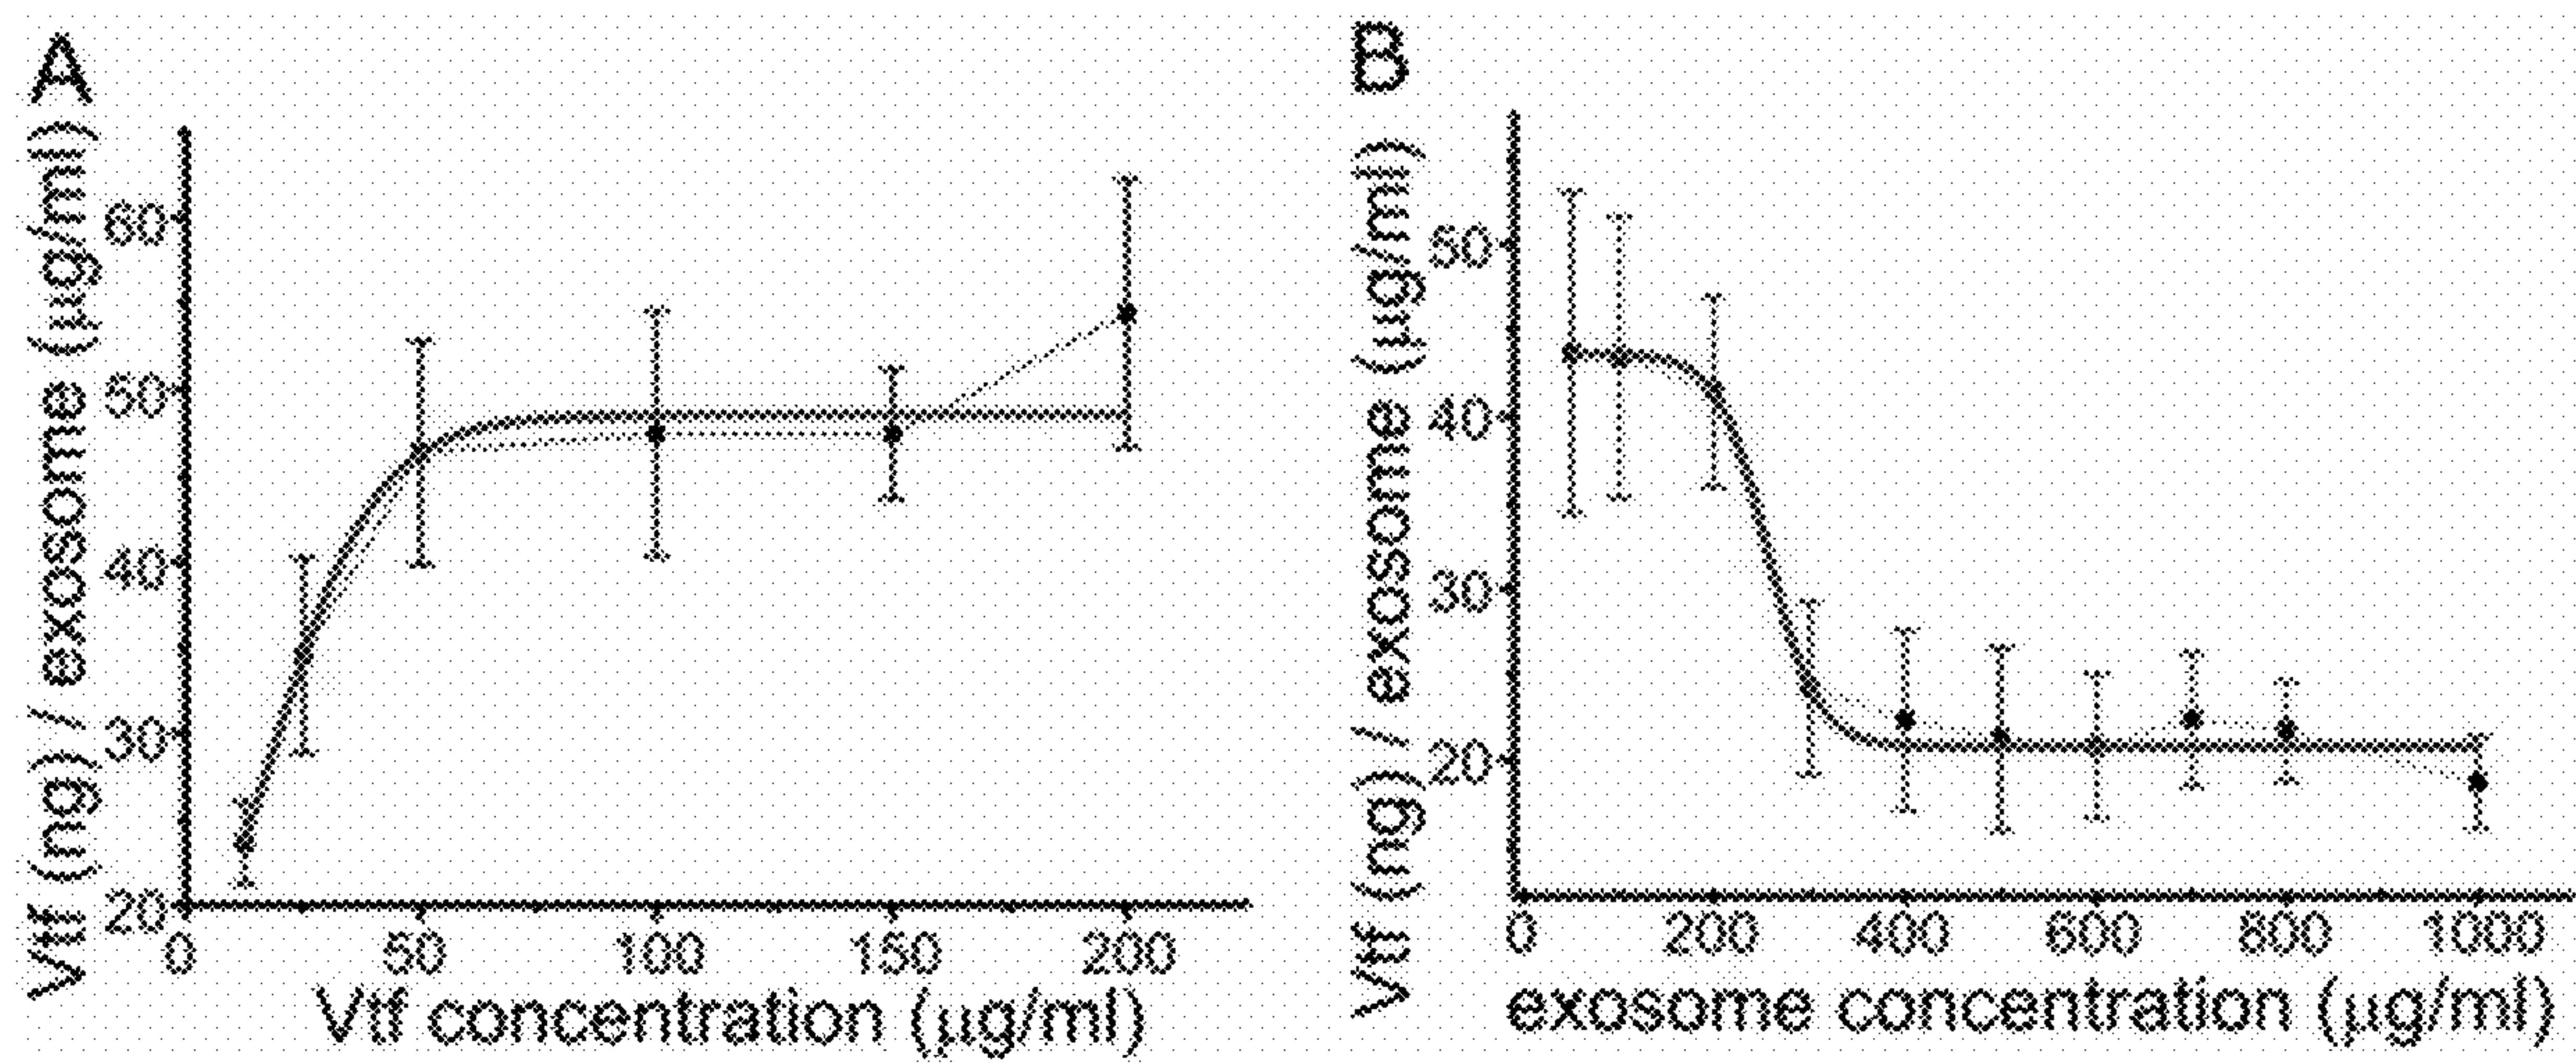 A
Vtf (ng) / exosome (µg/ml)
60
50
40
30
20
0 50 100 150 200
Vtf concentration (µg/ml)
B
Vtf (ng) / exosome (µg/ml)
50
40
30
20
0 200 400 600 800 1000
exosome concentration (µg/ml)